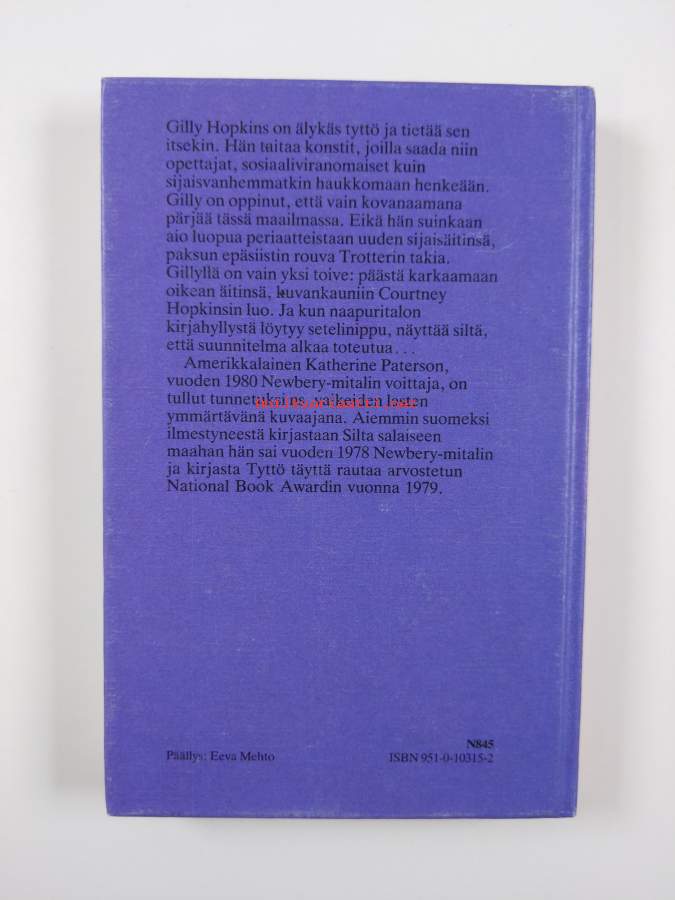 Gilly Hopkins on älykäs tyttö ja tietää sen
itsekin. Hän taitaa konstit, joilla saada niin
opettajat, sosiaaliviranomaiset kuin
sijaisvanhemmatkin haukkomaan henkeään.
Gilly on oppinut, että vain kovanaamana
pärjää tässä maailmassa. Eikä hän suinkaan
aio luopua periaatteistaan uuden sijaisäitinsä,
paksun epäsiistin rouva Trotterin takia.
Gillyllä on vain yksi toive: päästä karkaamaan
oikean äitinsä, kuvankauniin Courtney
Hopkinsin luo. Ja kun naapuritalon
kirjahyllystä löytyy setelinippu, näyttää siltä,
että suunnitelma alkaa toteutua...
Amerikkalainen Katherine Paterson,
vuoden 1980 Newbery-mitalin voittaja, on
tullut tunnetuksi ns. vaikeiden lasten
ymmärtävänä kuvaajana. Aiemmin suomeksi
ilmestyneestä kirjastaan Silta salaiseen
maahan hän sai vuoden 1978 Newbery-mitalin
ja kirjasta Tyttö täyttä rautaa arvostetun
National Book Awardin vuonna 1979.
N845
Päällys: Eeva Mehto ISBN 951-0-10315-2